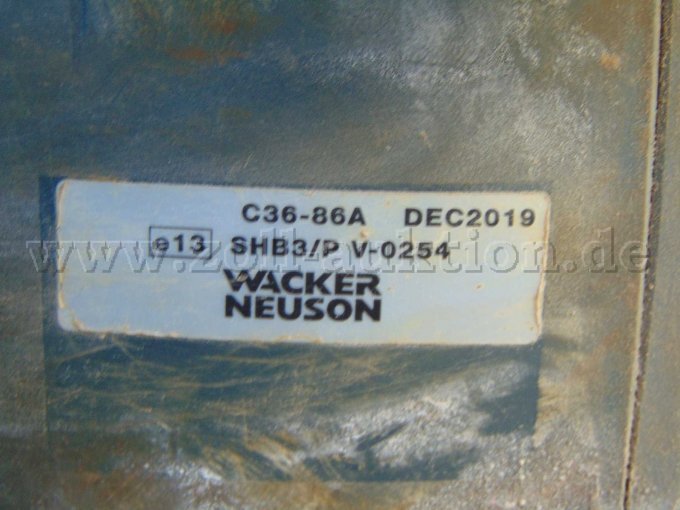 C36-86A DEC2019
e13 SHB3/P V-0254
www.zoll-auktion.de
WACKER
NEUSON